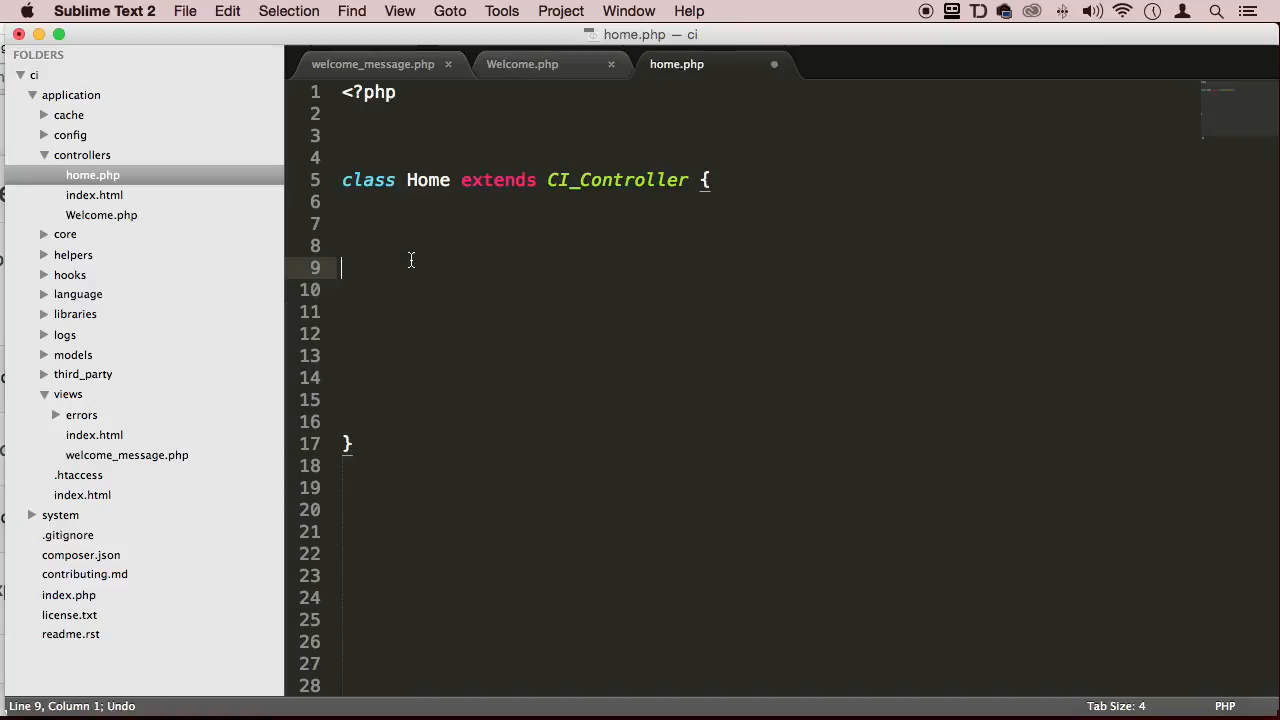 Sublime Text 2 File Edit Selection Find View Goto Tools Project Window Help
home.php — ci
FOLDERS
ci
application
cache
config
controllers
home.php
index.html
Welcome.php
core
helpers
hooks
language
libraries
logs
models
third_party
views
errors
index.html
welcome_message.php
.htaccess
index.html
system
.gitignore
composer.json
contributing.md
index.php
license.txt
readme.rst
welcome_message.php × Welcome.php × home.php
1 <?php
2
3
4
5 class Home extends CI_Controller {
6
7
8
9
10
11
12
13
14
15
16
17 }
18
19
20
21
22
23
24
25
26
27
28
Line 9, Column 1; Undo Tab Size: 4 PHP